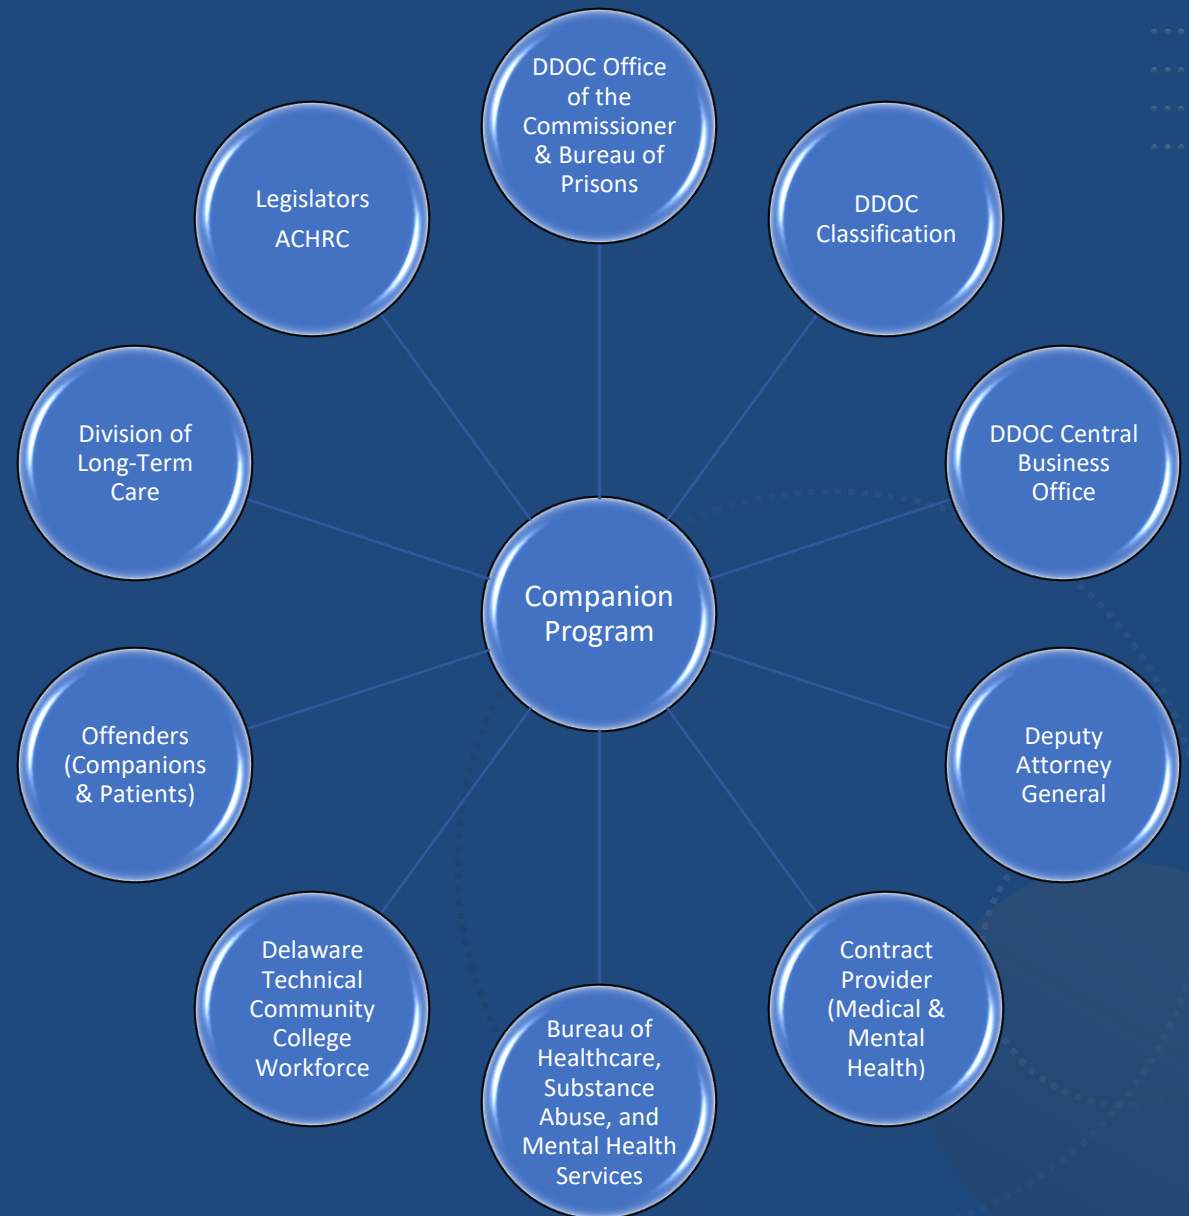 DDOC Office
of the
Commissioner
& Bureau of
Prisons
DDOC
Classification
DDOC Central
Business
Office
Deputy
Attorney
General
Contract
Provider
(Medical &
Mental
Health)
Bureau of
Healthcare,
Substance
Abuse, and
Mental Health
Services
Delaware
Technical
Community
College
Workforce
Offenders
(Companions
& Patients)
Division of
Long-Term
Care
Legislators
ACHRC
Companion
Program